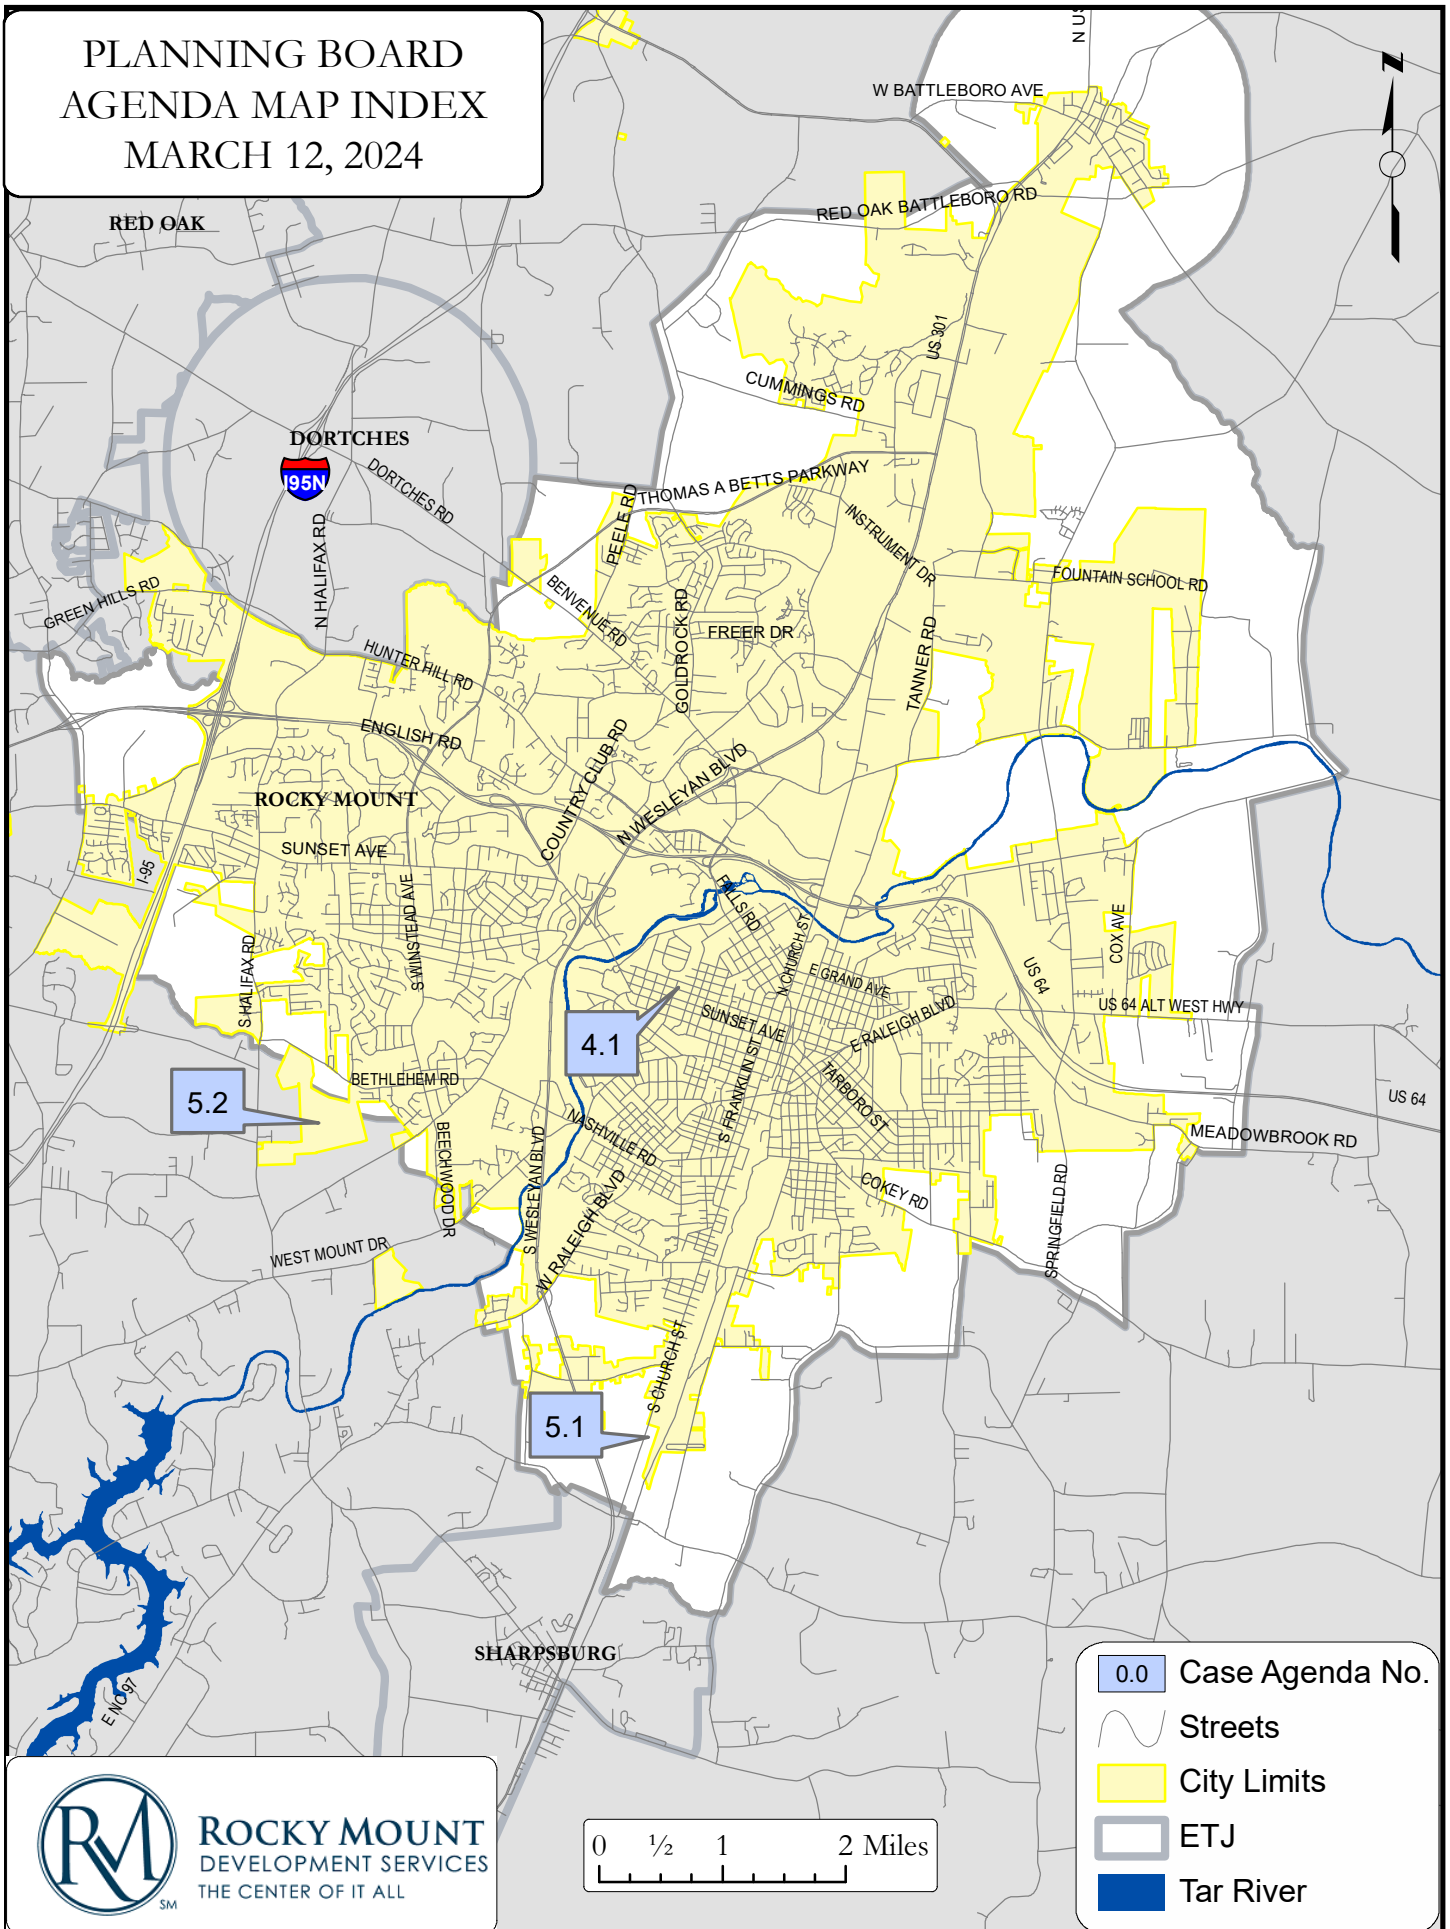 PLANNING BOARD
AGENDA MAP INDEX
MARCH 12, 2024
N US
W BATTLEBORO AVE
N
RED OAK BATTLEBORO RD
RED OAK
US 301
CUMMINGS RD
DORTCHES
I95N
DORTCHES RD
THOMAS A BETTS PARKWAY
PEELE RD
INSTRUMENT DR
N HALIFAX RD
FOUNTAIN SCHOOL RD
GREEN HILLS RD
BENVENUE RD
GOLDROCK RD
FREER DR
TANNER RD
HUNTER HILL RD
ENGLISH RD
COUNTRY CLUB RD
N WESLEYAN BLVD
ROCKY MOUNT
SUNSET AVE
I-95
S WINSTEAD AVE
FALLS RD
N CHURCH ST
COX AVE
S HALIFAX RD
E GRAND AVE
US 64
US 64 ALT WEST HWY
SUNSET AVE
E RALEIGH BLVD
4.1
S FRANKLIN ST
TARBORO ST
BETHLEHEM RD
5.2
US 64
NASHVILLE RD
MEADOWBROOK RD
BEECHWOOD DR
S WESLEYAN BLVD
W RALEIGH BLVD
COKEY RD
SPRINGFIELD RD
WEST MOUNT DR
S CHURCH ST
5.1
SHARPSBURG
E NC 97
0.0 Case Agenda No.
Streets
City Limits
ETJ
Tar River
0 ½ 1 2 Miles
RM
SM
ROCKY MOUNT
DEVELOPMENT SERVICES
THE CENTER OF IT ALL